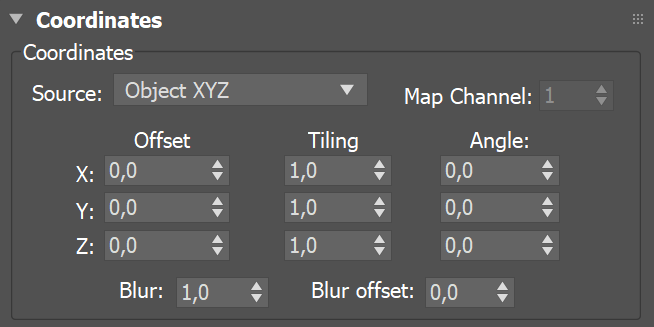 Coordinates
Coordinates
Source: Object XYZ Map Channel: 1
Offset Tiling Angle:
X: 0,0 1,0 0,0
Y: 0,0 1,0 0,0
Z: 0,0 1,0 0,0
Blur: 1,0 Blur offset: 0,0